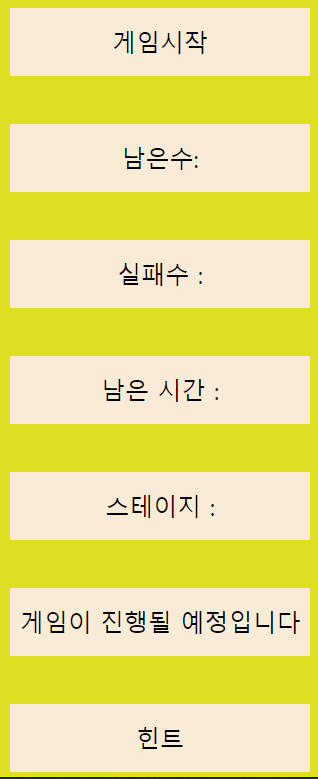 게임시작
남은수:
실패수 :
남은 시간 :
스테이지 :
게임이 진행될 예정입니다
힌트